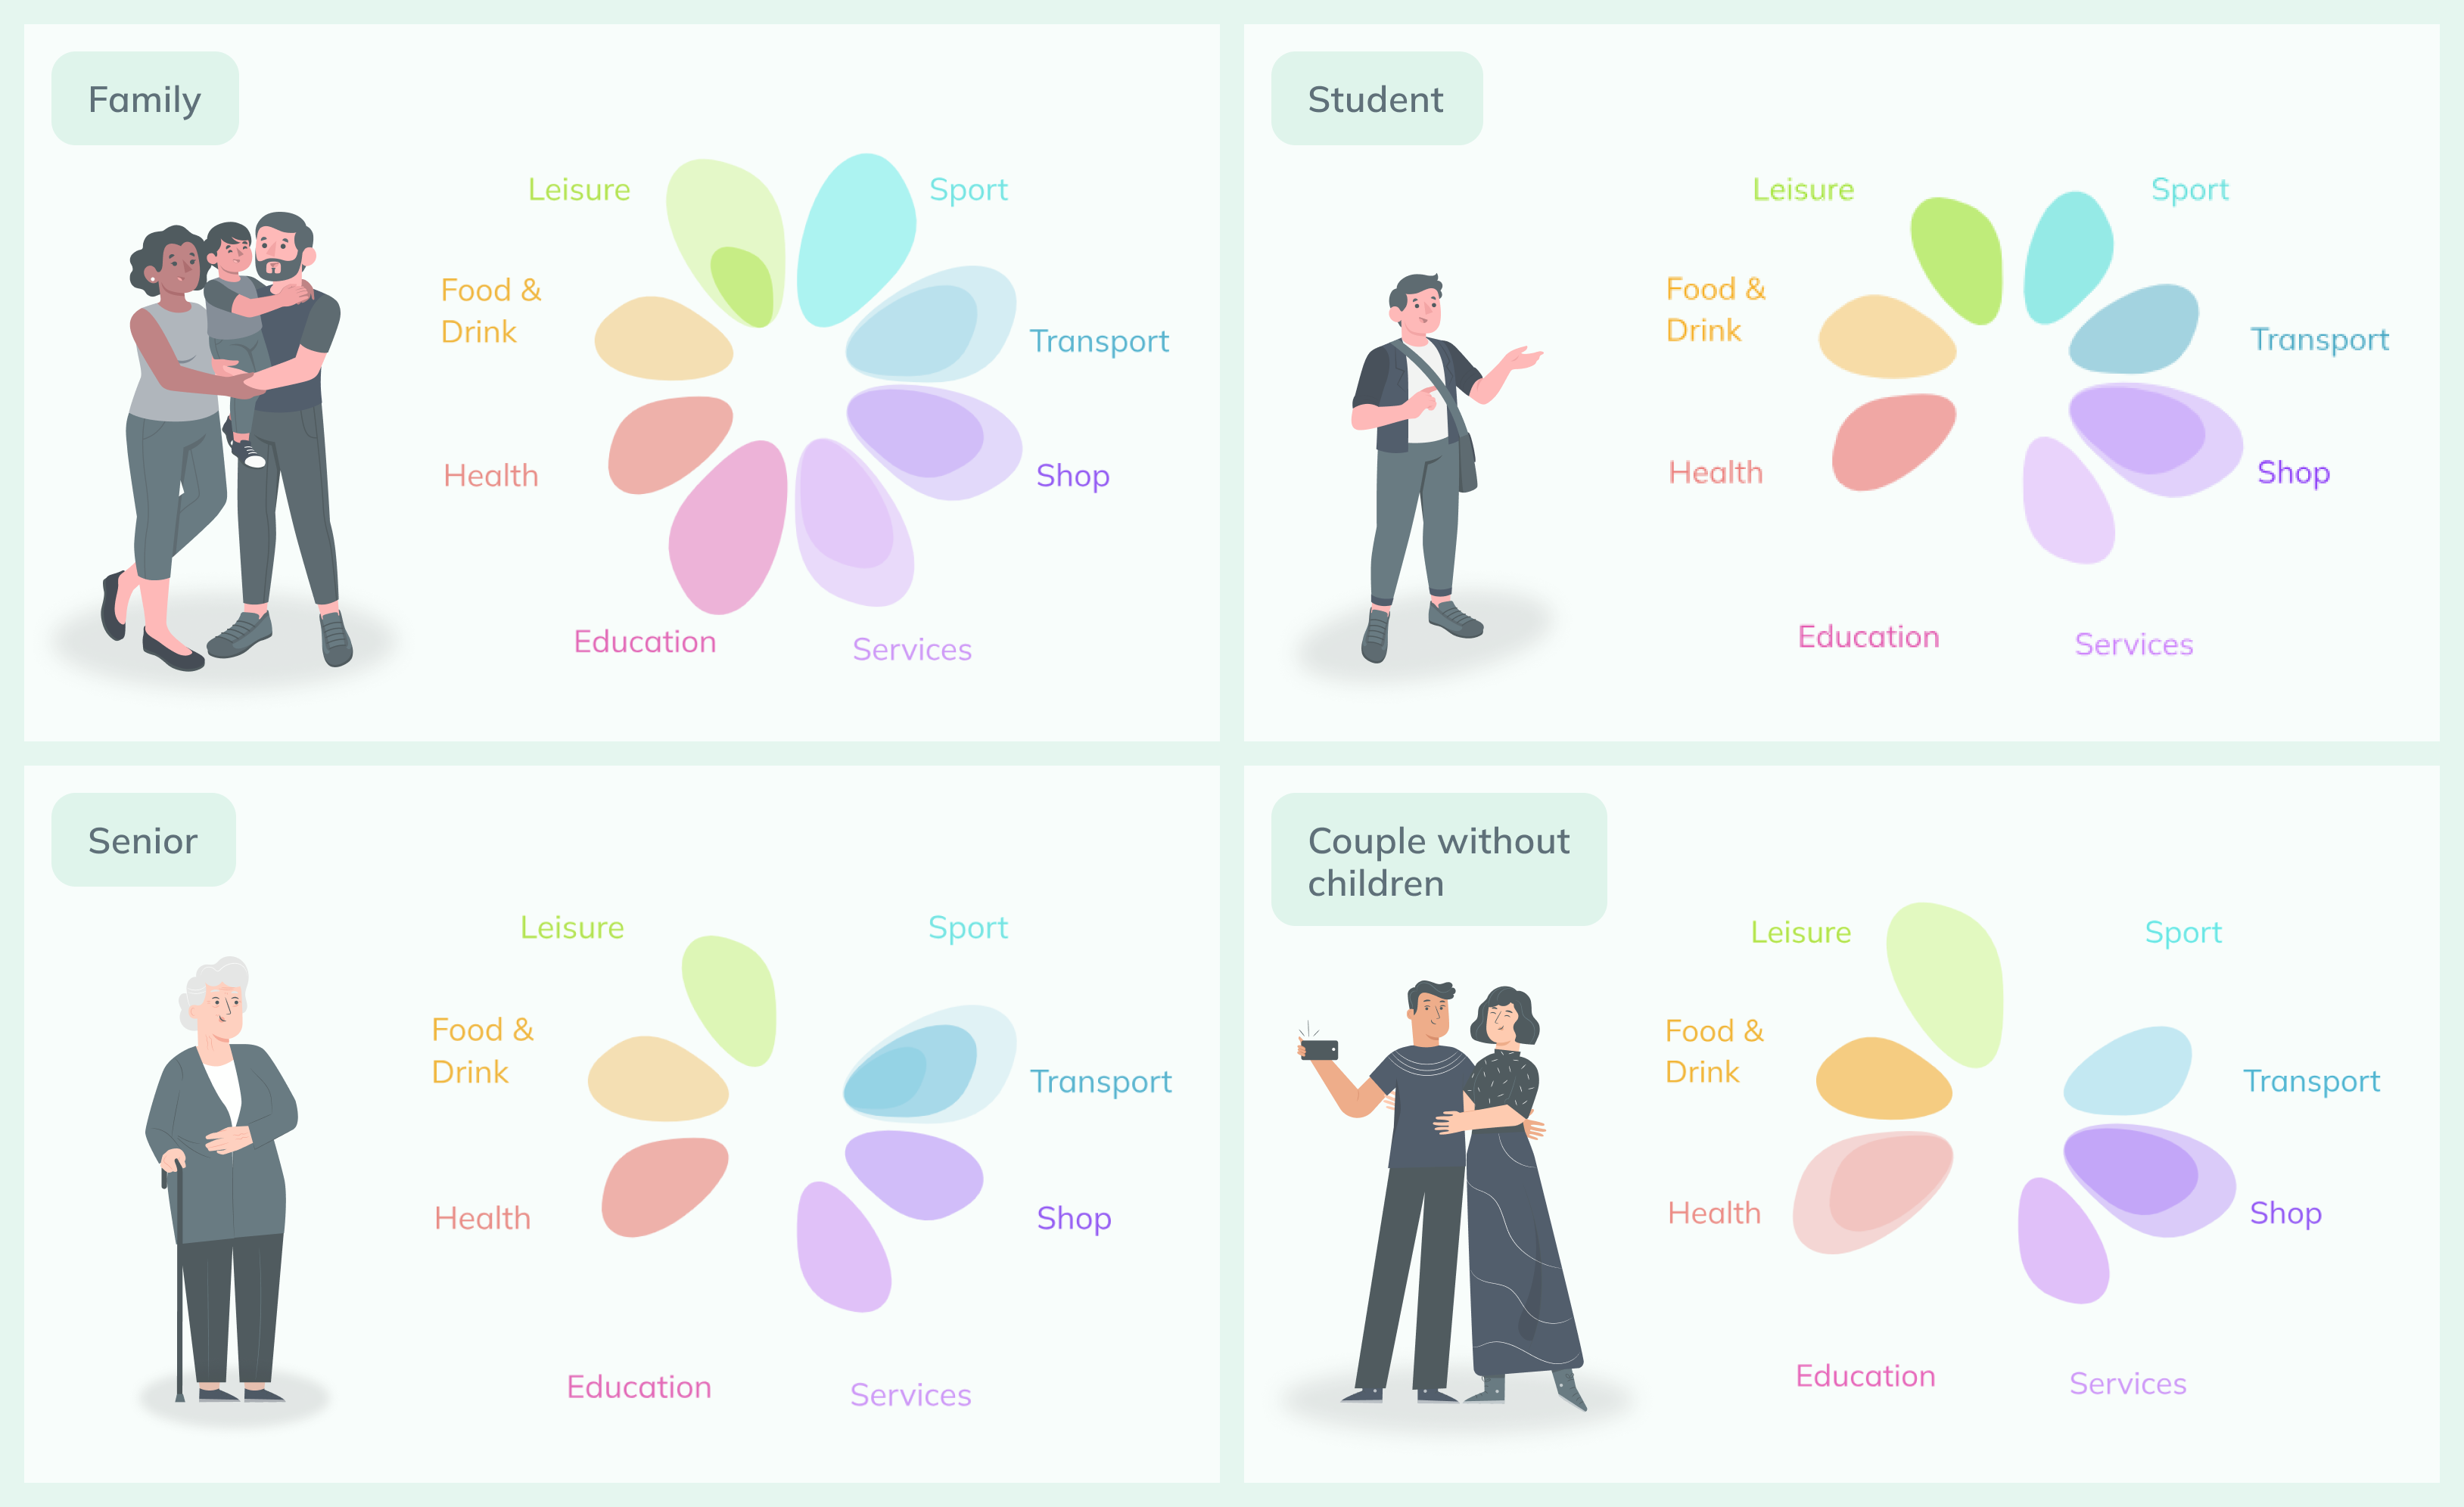 Family
Leisure
Sport
Food &
Drink
Transport
Health
Shop
Education
Services
Student
Leisure
Sport
Food &
Drink
Transport
Health
Shop
Education
Services
Senior
Leisure
Sport
Food &
Drink
Transport
Health
Shop
Education
Services
Couple without
children
Leisure
Sport
Food &
Drink
Transport
Health
Shop
Education
Services